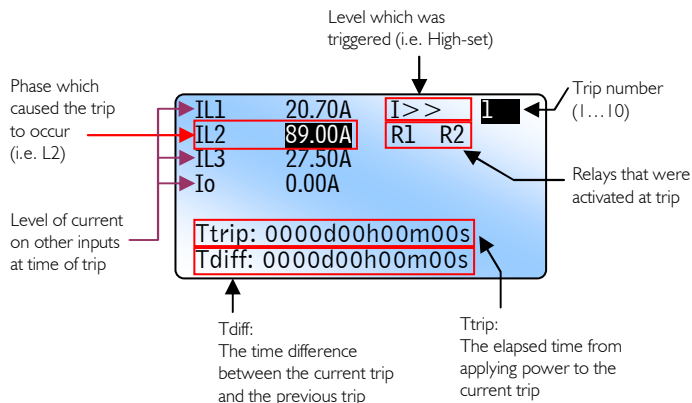 Level which was
triggered (i.e. High-set)
Phase which
caused the trip
to occur
(i.e. L2)
Trip number
(1...10)
IL1 20.70A I>> 1
IL2 89.00A R1 R2
IL3 27.50A
Io 0.00A
Relays that were
activated at trip
Level of current
on other inputs
at time of trip
Ttrip: 0000d00h00m00s
Tdiff: 0000d00h00m00s
Tdiff:
The time difference
between the current trip
and the previous trip
Ttrip:
The elapsed time from
applying power to the
current trip